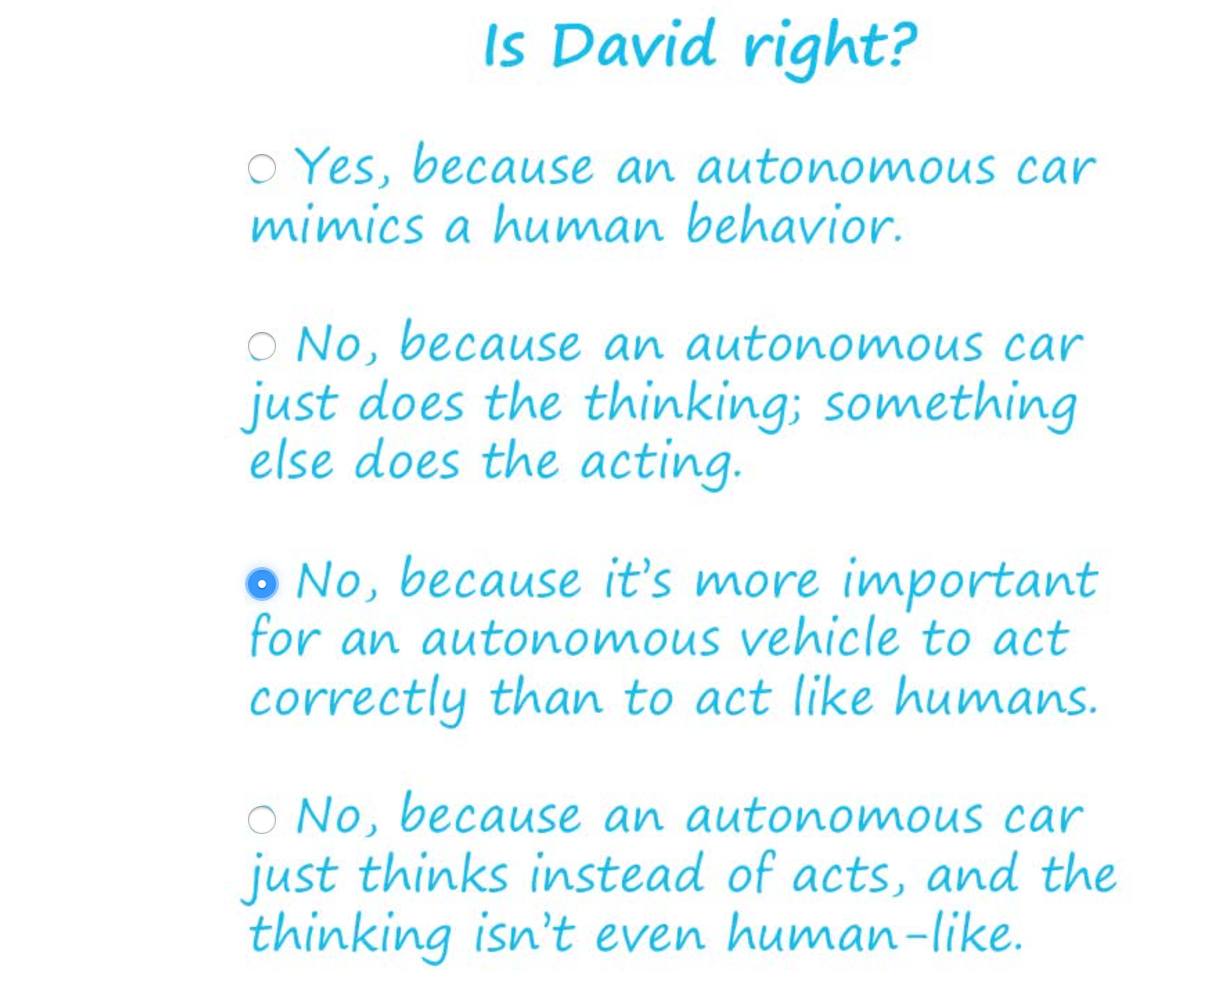 Is David right?
Yes, because an autonomous car
mimics a human behavior.
No, because an autonomous car
just does the thinking; something
else does the acting.
No, because it's more important
for an autonomous vehicle to act
correctly than to act like humans.
No, because an autonomous car
just thinks instead of acts, and the
thinking isn't even human-like.